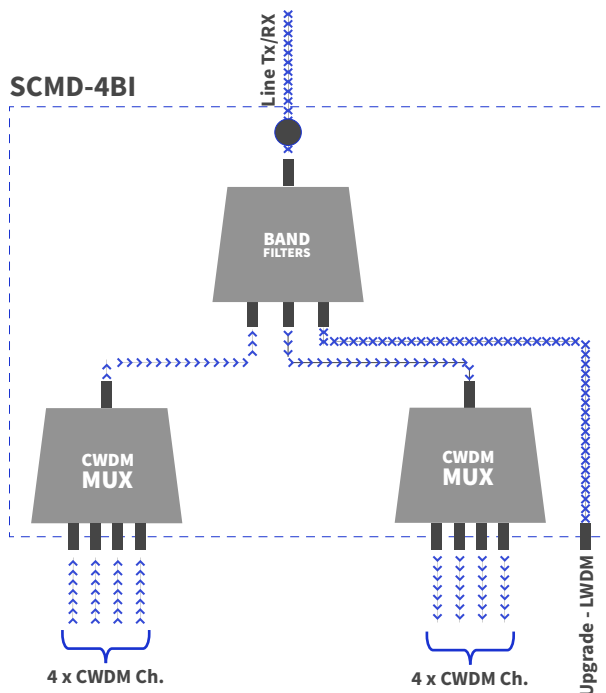 Line Tx/RX
SCMD-4BI
BAND
FILTERS
CWDM
MUX
CWDM
MUX
Upgrade - LWDM
4 x CWDM Ch.
4 x CWDM Ch.